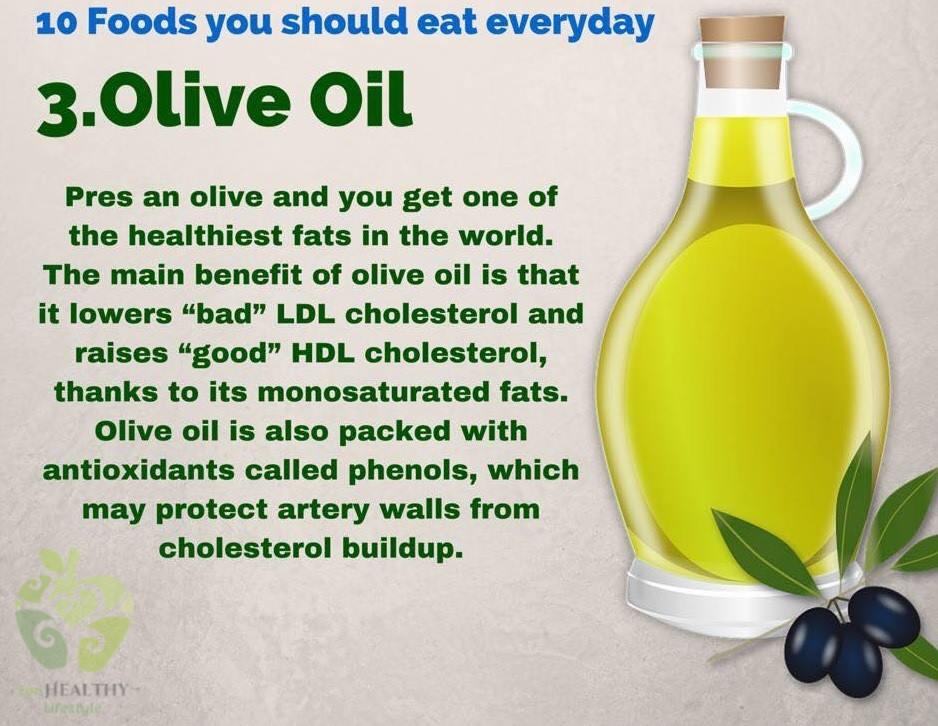 10 Foods you should eat everyday
3.Olive Oil
Pres an olive and you get one of
the healthiest fats in the world.
The main benefit of olive oil is that
it lowers “bad” LDL cholesterol and
raises “good” HDL cholesterol,
thanks to its monosaturated fats.
Olive oil is also packed with
antioxidants called phenols, which
may protect artery walls from
cholesterol buildup.
HEALTHY
Lifestyle